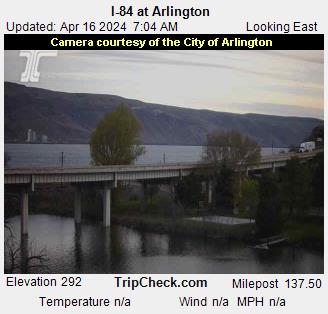 I-84 at Arlington
Updated: Apr 16 2024 7:04 AM Looking East
Camera courtesy of the City of Arlington
Elevation 292 TripCheck.com Milepost 137.50
Temperature n/a Wind n/a MPH n/a